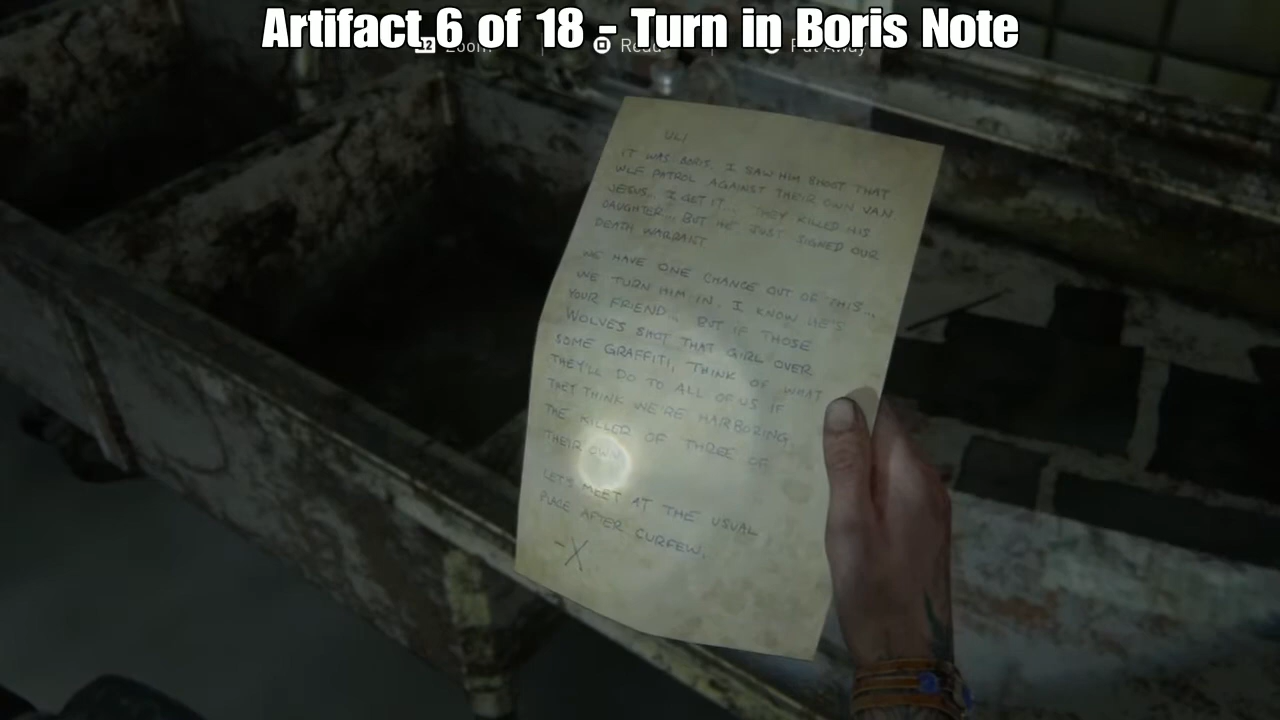 Artifact 6 of 18 - Turn in Boris Note
Zoom Read Put Away
ULI
IT WAS BORIS. I SAW HIM SHOOT THAT
WLF PATROL AGAINST THEIR OWN VAN
JESUS... I GET IT... THEY KILLED HIS
DAUGHTER... BUT HE JUST SIGNED OUR
DEATH WARRANT
WE HAVE ONE CHANCE OUT OF THIS...
WE TURN HIM IN. I KNOW HE'S
YOUR FRIEND... BUT IF THOSE
WOLVES SHOT THAT GIRL OVER
SOME GRAFFITI, THINK OF WHAT
THEY'LL DO TO ALL OF US IF
THEY THINK WE'RE HARBORING
THE KILLER OF THREE OF
THEIR OWN
LET'S MEET AT THE USUAL
PLACE AFTER CURFEW.
-X